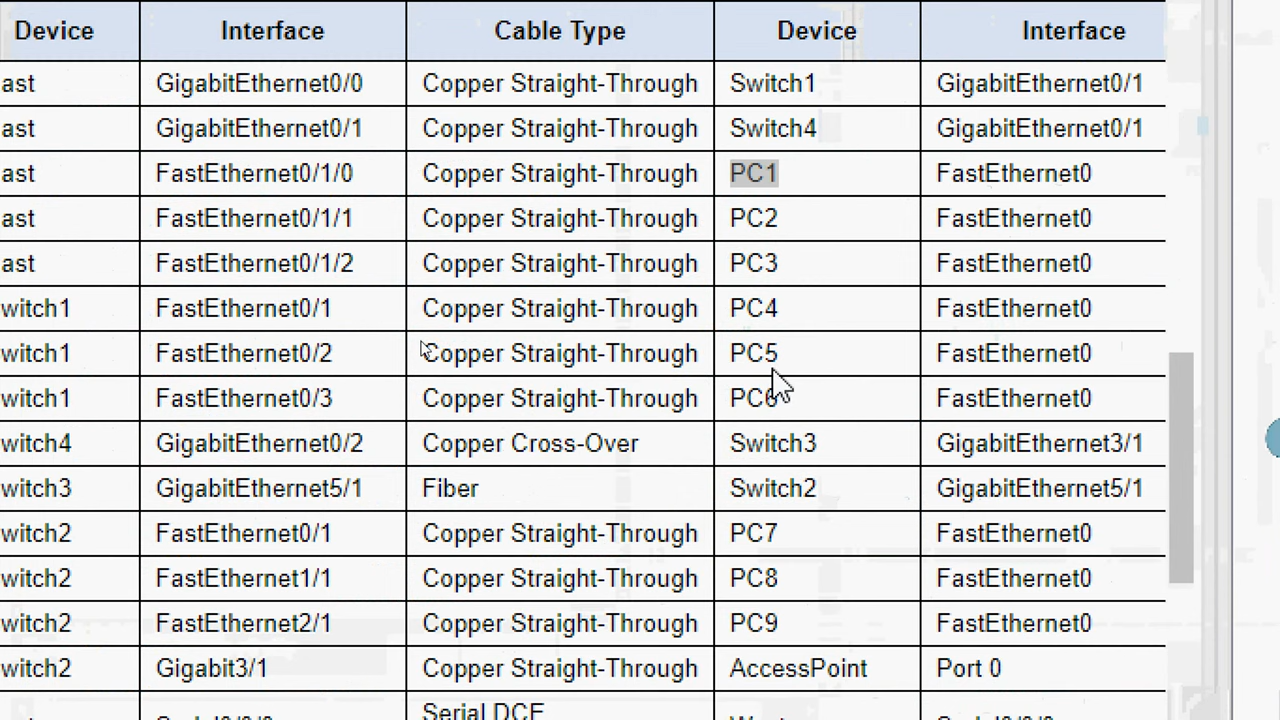 Device Interface Cable Type Device Interface
ast GigabitEthernet0/0 Copper Straight-Through Switch1 GigabitEthernet0/1
ast GigabitEthernet0/1 Copper Straight-Through Switch4 GigabitEthernet0/1
ast FastEthernet0/1/0 Copper Straight-Through PC1 FastEthernet0
ast FastEthernet0/1/1 Copper Straight-Through PC2 FastEthernet0
ast FastEthernet0/1/2 Copper Straight-Through PC3 FastEthernet0
witch1 FastEthernet0/1 Copper Straight-Through PC4 FastEthernet0
witch1 FastEthernet0/2 Copper Straight-Through PC5 FastEthernet0
witch1 FastEthernet0/3 Copper Straight-Through PC6 FastEthernet0
witch4 GigabitEthernet0/2 Copper Cross-Over Switch3 GigabitEthernet3/1
witch3 GigabitEthernet5/1 Fiber Switch2 GigabitEthernet5/1
witch2 FastEthernet0/1 Copper Straight-Through PC7 FastEthernet0
witch2 FastEthernet1/1 Copper Straight-Through PC8 FastEthernet0
witch2 FastEthernet2/1 Copper Straight-Through PC9 FastEthernet0
witch2 Gigabit3/1 Copper Straight-Through AccessPoint Port 0
Serial DCE